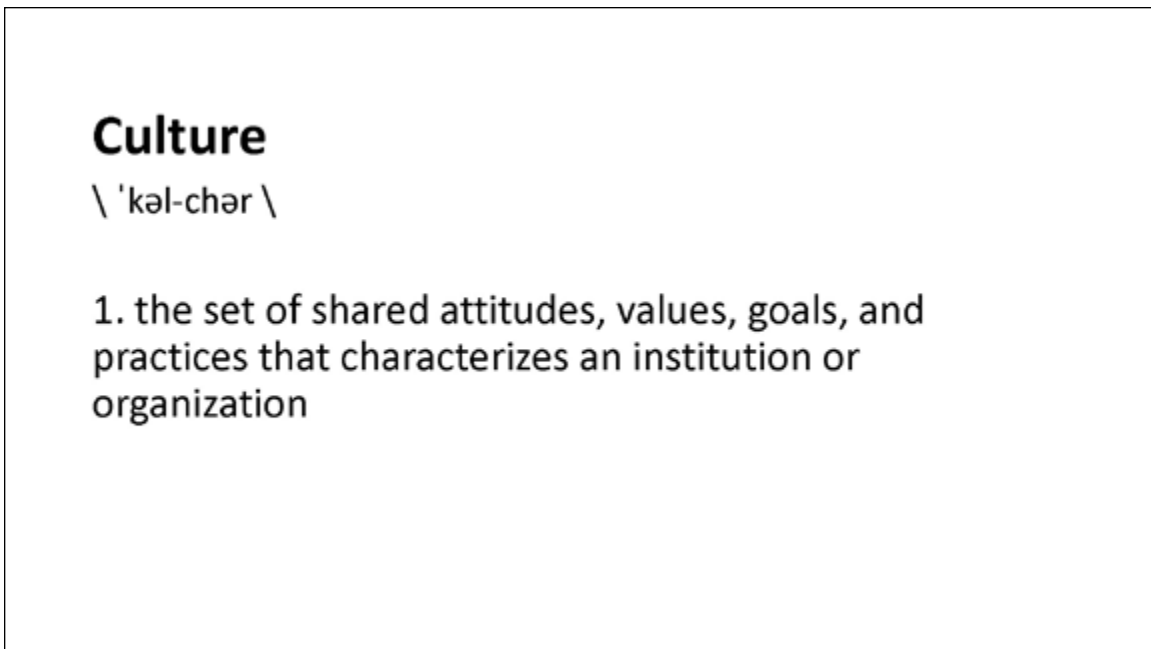 Culture
\ ˈkəl-chər \
1. the set of shared attitudes, values, goals, and
practices that characterizes an institution or
organization